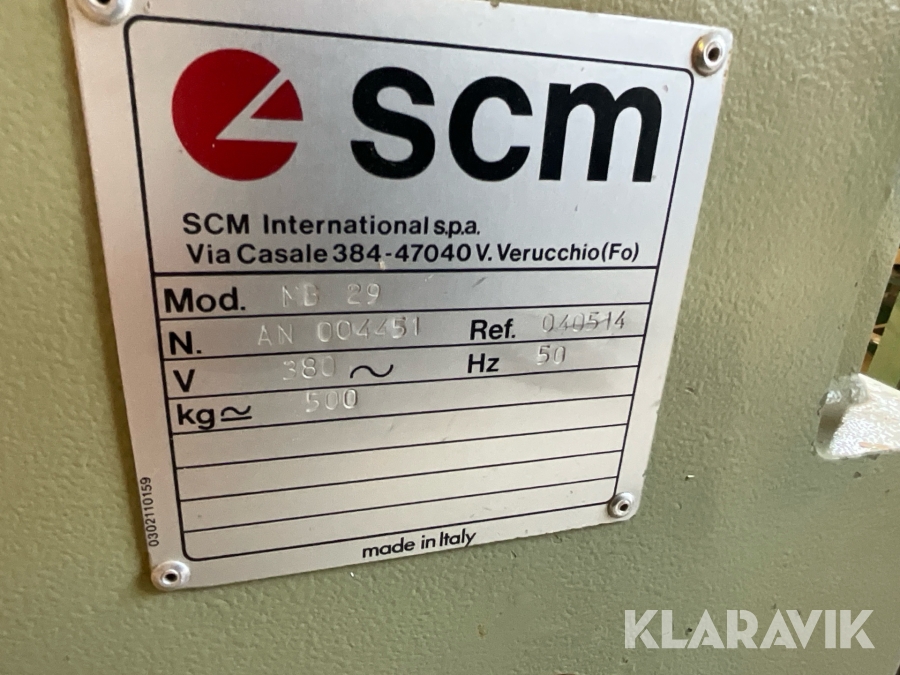 scm
SCM International s.p.a.
Via Casale 384-47040 V. Verucchio (Fo)
Mod. MB 29
N. AN 004451 Ref. 040514
V 380 ~ Hz 50
kg ≃ 500
0302110159
made in Italy
KLARAVIK